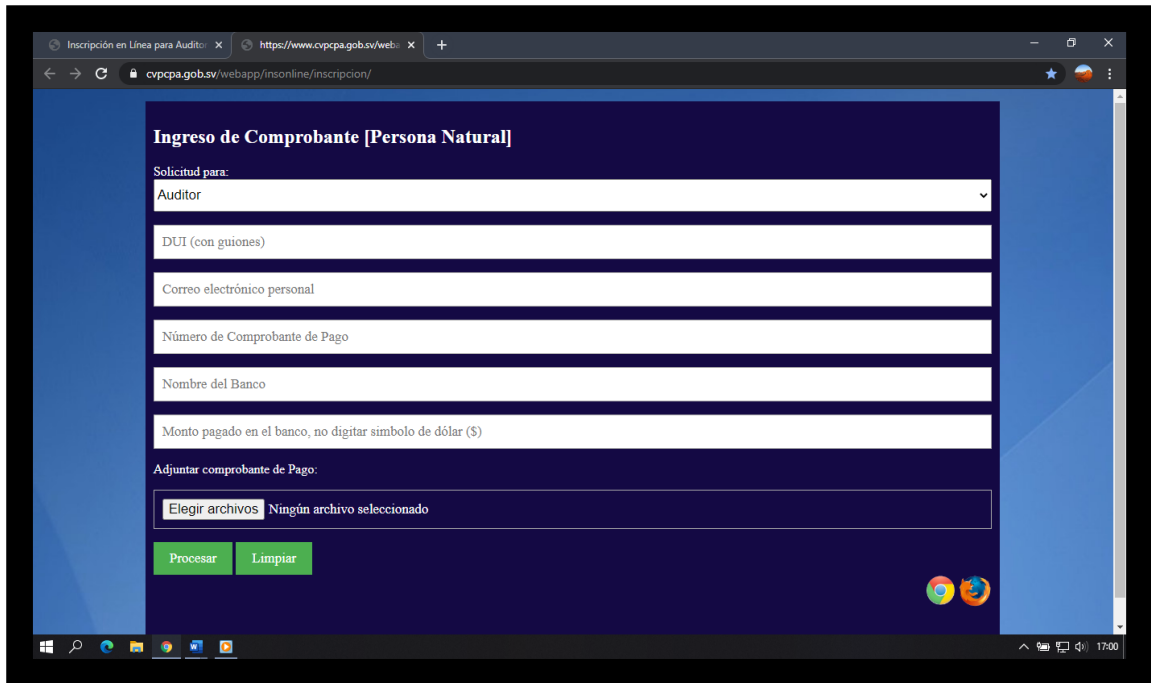 Inscripción en Línea para Auditor
https://www.cvpcpa.gob.sv/weba
cvpcpa.gob.sv/webapp/insonline/inscripcion/
Ingreso de Comprobante [Persona Natural]
Solicitud para:
Auditor
DUI (con guiones)
Correo electrónico personal
Número de Comprobante de Pago
Nombre del Banco
Monto pagado en el banco, no digitar simbolo de dólar ($)
Adjuntar comprobante de Pago:
Elegir archivos Ningún archivo seleccionado
Procesar Limpiar
17:00